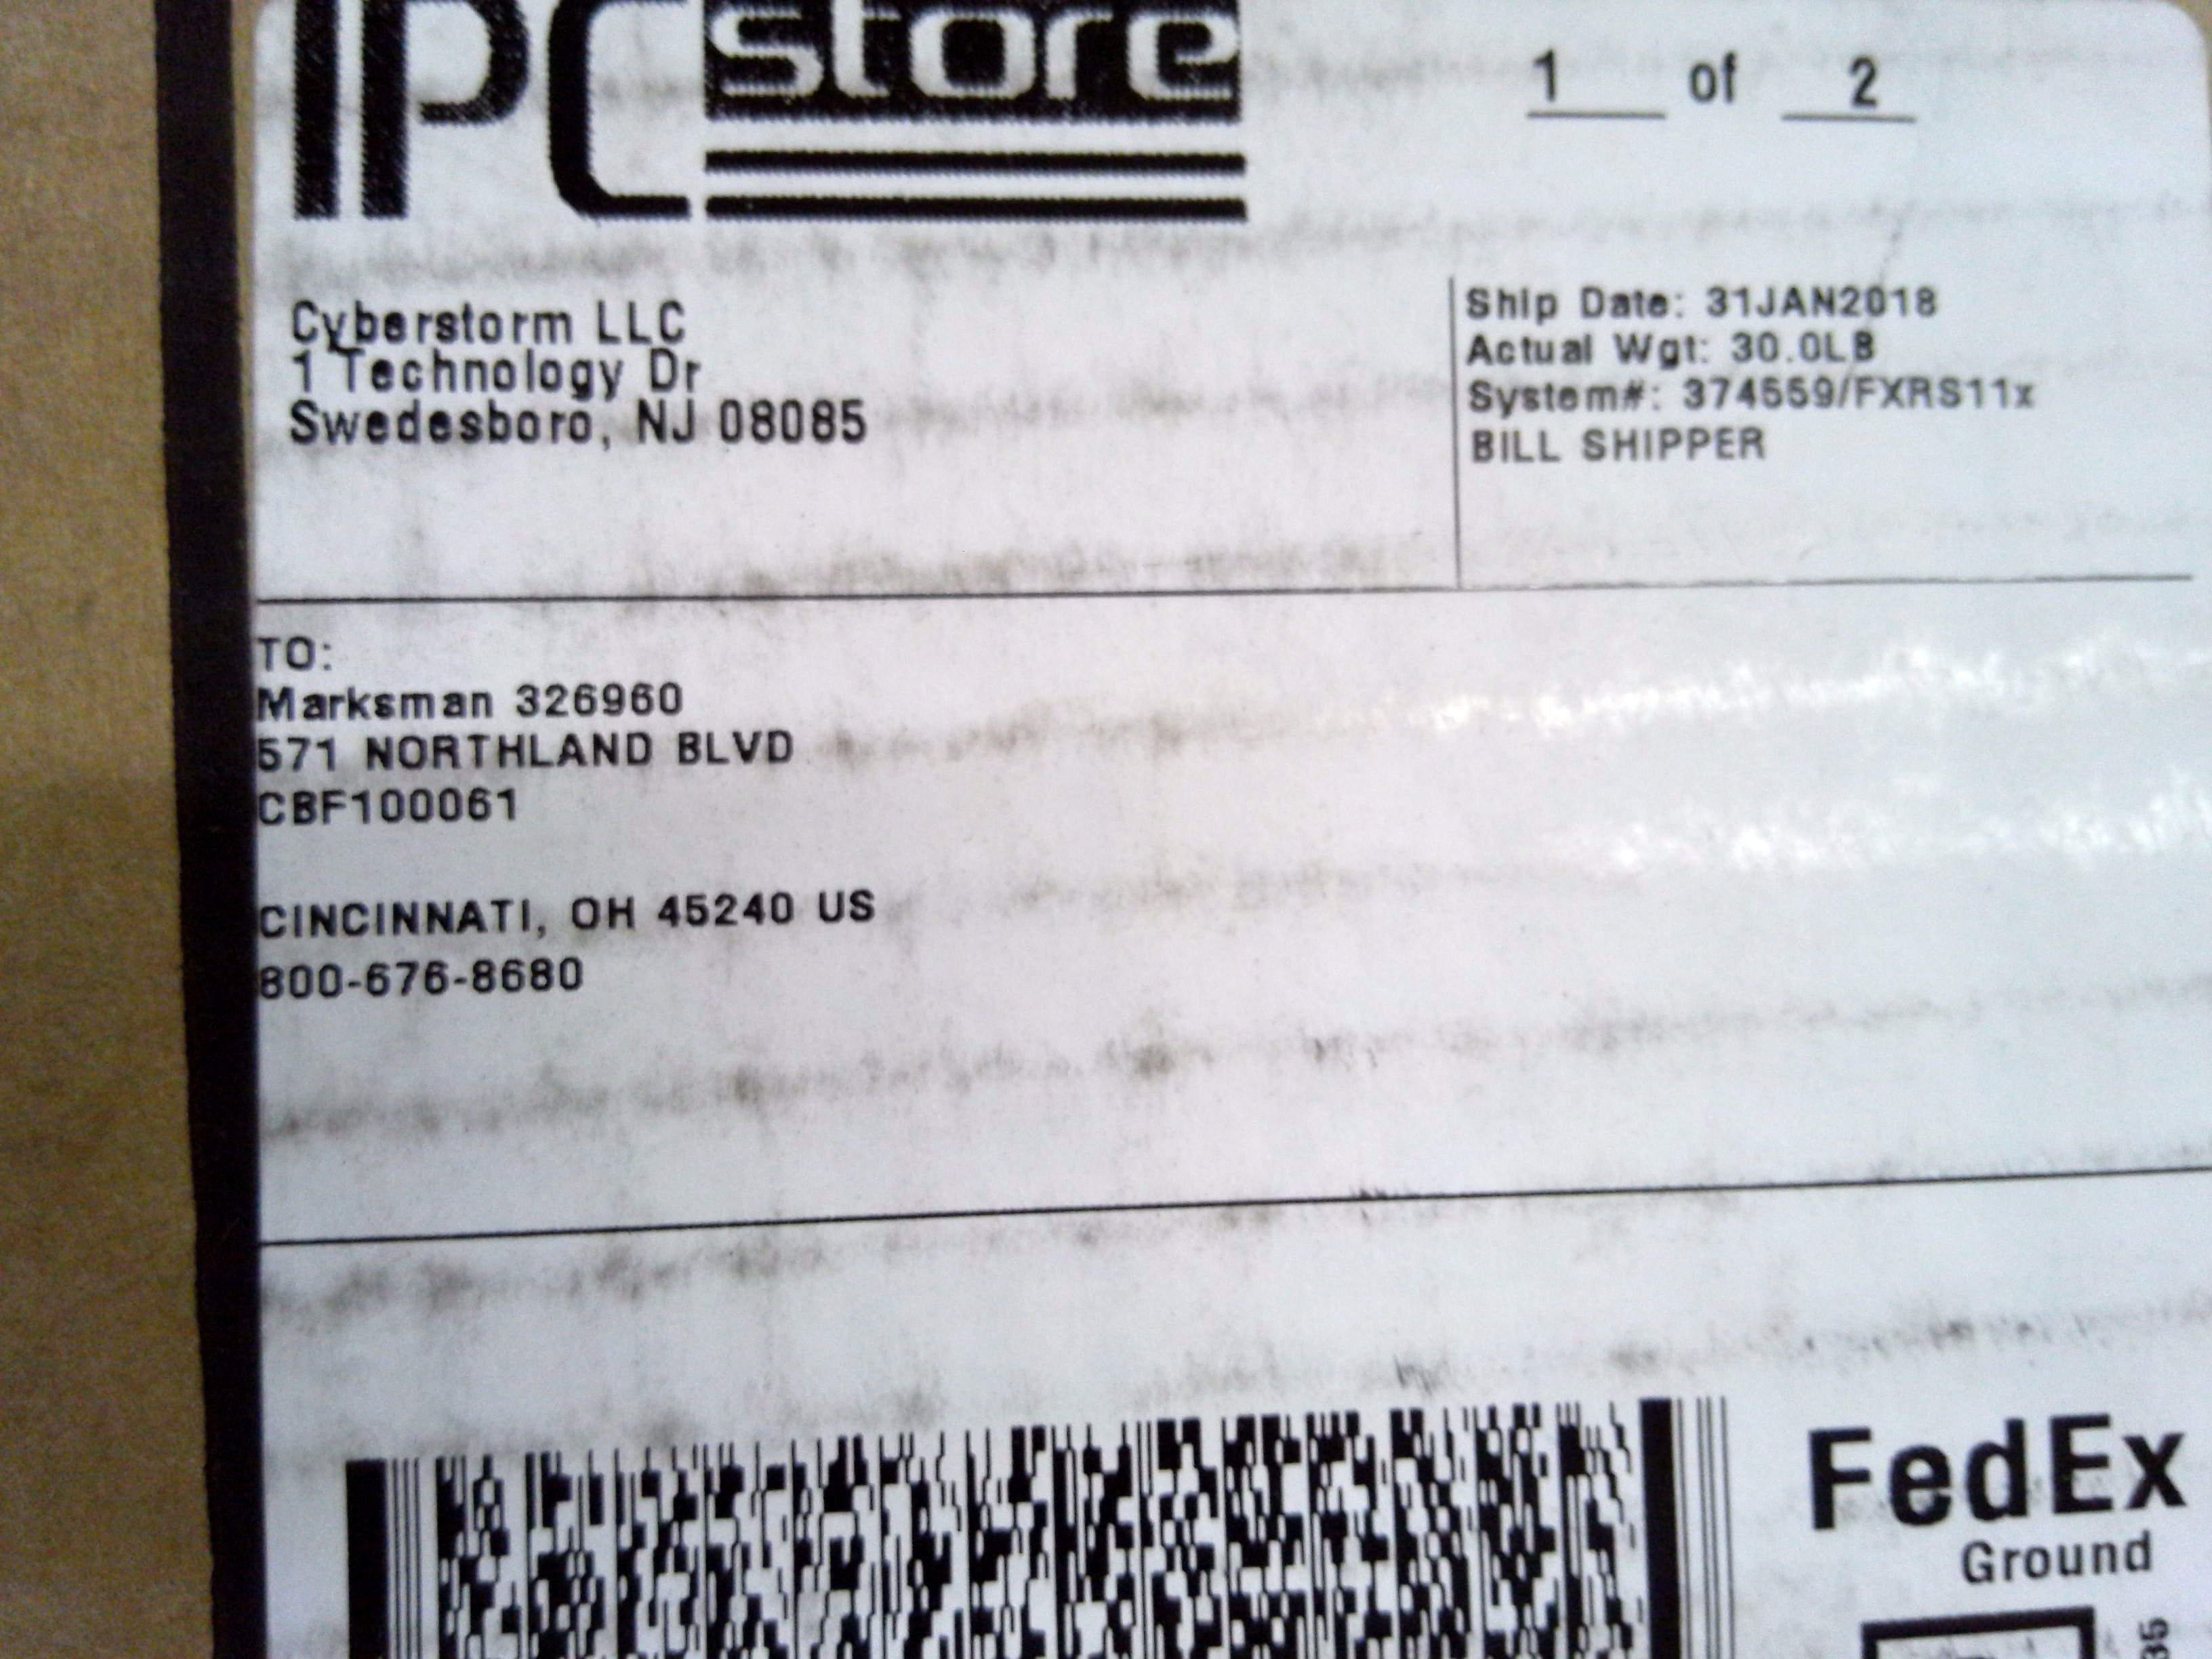 IPC store
1 of 2
Cyberstorm LLC
1 Technology Dr
Swedesboro, NJ 08085
Ship Date: 31JAN2018
Actual Wgt: 30.0LB
System#: 374559/FXRS11x
BILL SHIPPER
TO:
Marksman 326960
571 NORTHLAND BLVD
CBF100061
CINCINNATI, OH 45240 US
800-676-8680
FedEx
Ground